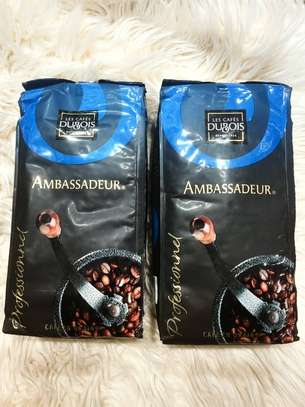 LES CAFÉS
DUBOIS
AMBASSADEUR
Professionnel
LES CAFÉS
DUBOIS
AMBASSADEUR
Professionnel